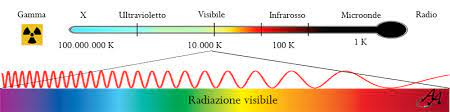 Gamma X Ultravioletto Visibile Infrarosso Microonde Radio
100.000.000 K 10.000 K 100 K 1 K
Radiazione visibile